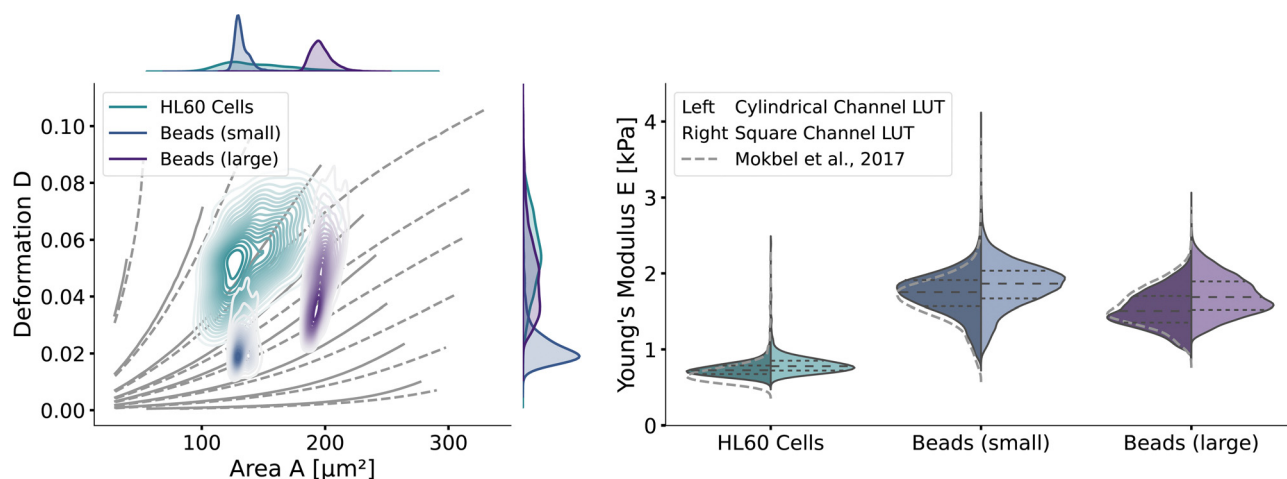 HL60 Cells
Beads (small)
Beads (large)
0.10
0.08
0.06
0.04
0.02
0.00
Deformation D
100
200
300
Area A [µm²]
Left Cylindrical Channel LUT
Right Square Channel LUT
Mokbel et al., 2017
4
3
2
1
0
Young's Modulus E [kPa]
HL60 Cells
Beads (small)
Beads (large)